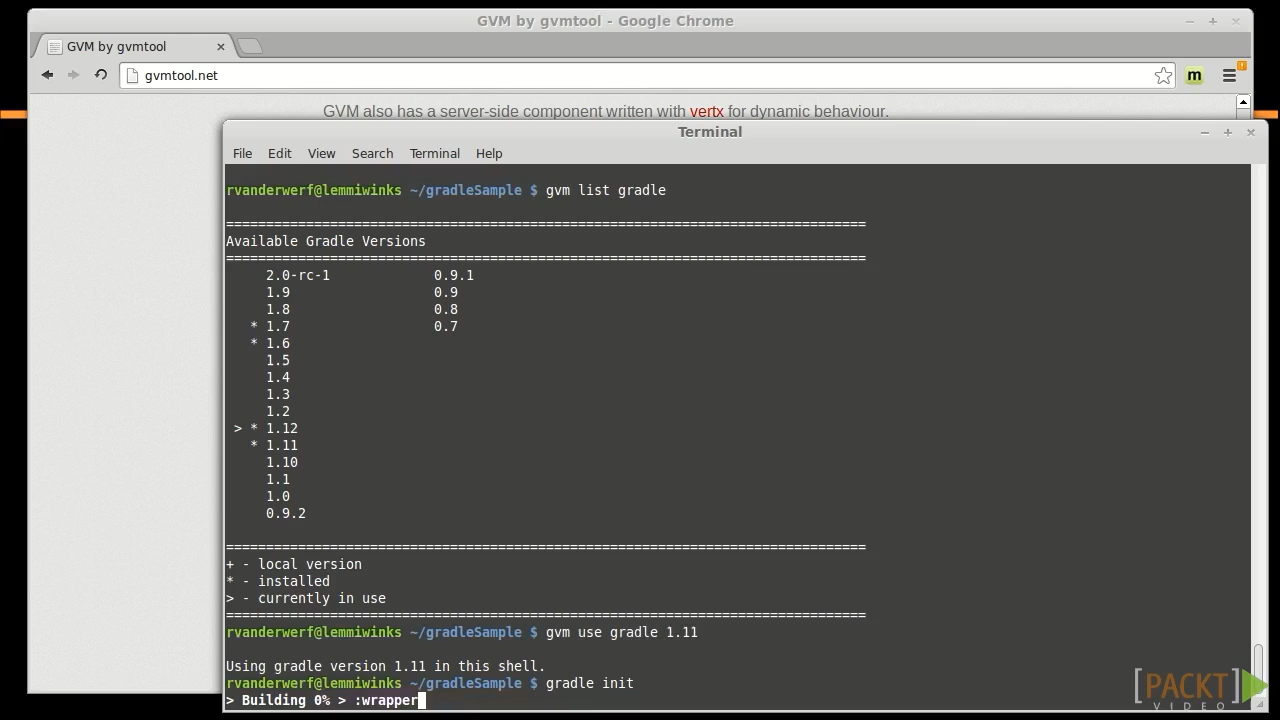 GVM by gvmtool - Google Chrome
GVM by gvmtool
gvmtool.net
m
GVM also has a server-side component written with vertx for dynamic behaviour.
Terminal
File Edit View Search Terminal Help
rvanderwerf@lemmiwinks ~/gradleSample $ gvm list gradle
================================================================================
Available Gradle Versions
================================================================================
2.0-rc-1 0.9.1
1.9 0.9
1.8 0.8
* 1.7 0.7
* 1.6
1.5
1.4
1.3
1.2
> * 1.12
* 1.11
1.10
1.1
1.0
0.9.2
================================================================================
+ - local version
* - installed
> - currently in use
================================================================================
rvanderwerf@lemmiwinks ~/gradleSample $ gvm use gradle 1.11
Using gradle version 1.11 in this shell.
rvanderwerf@lemmiwinks ~/gradleSample $ gradle init
> Building 0% > :wrapper
[PACKT]
VIDEO